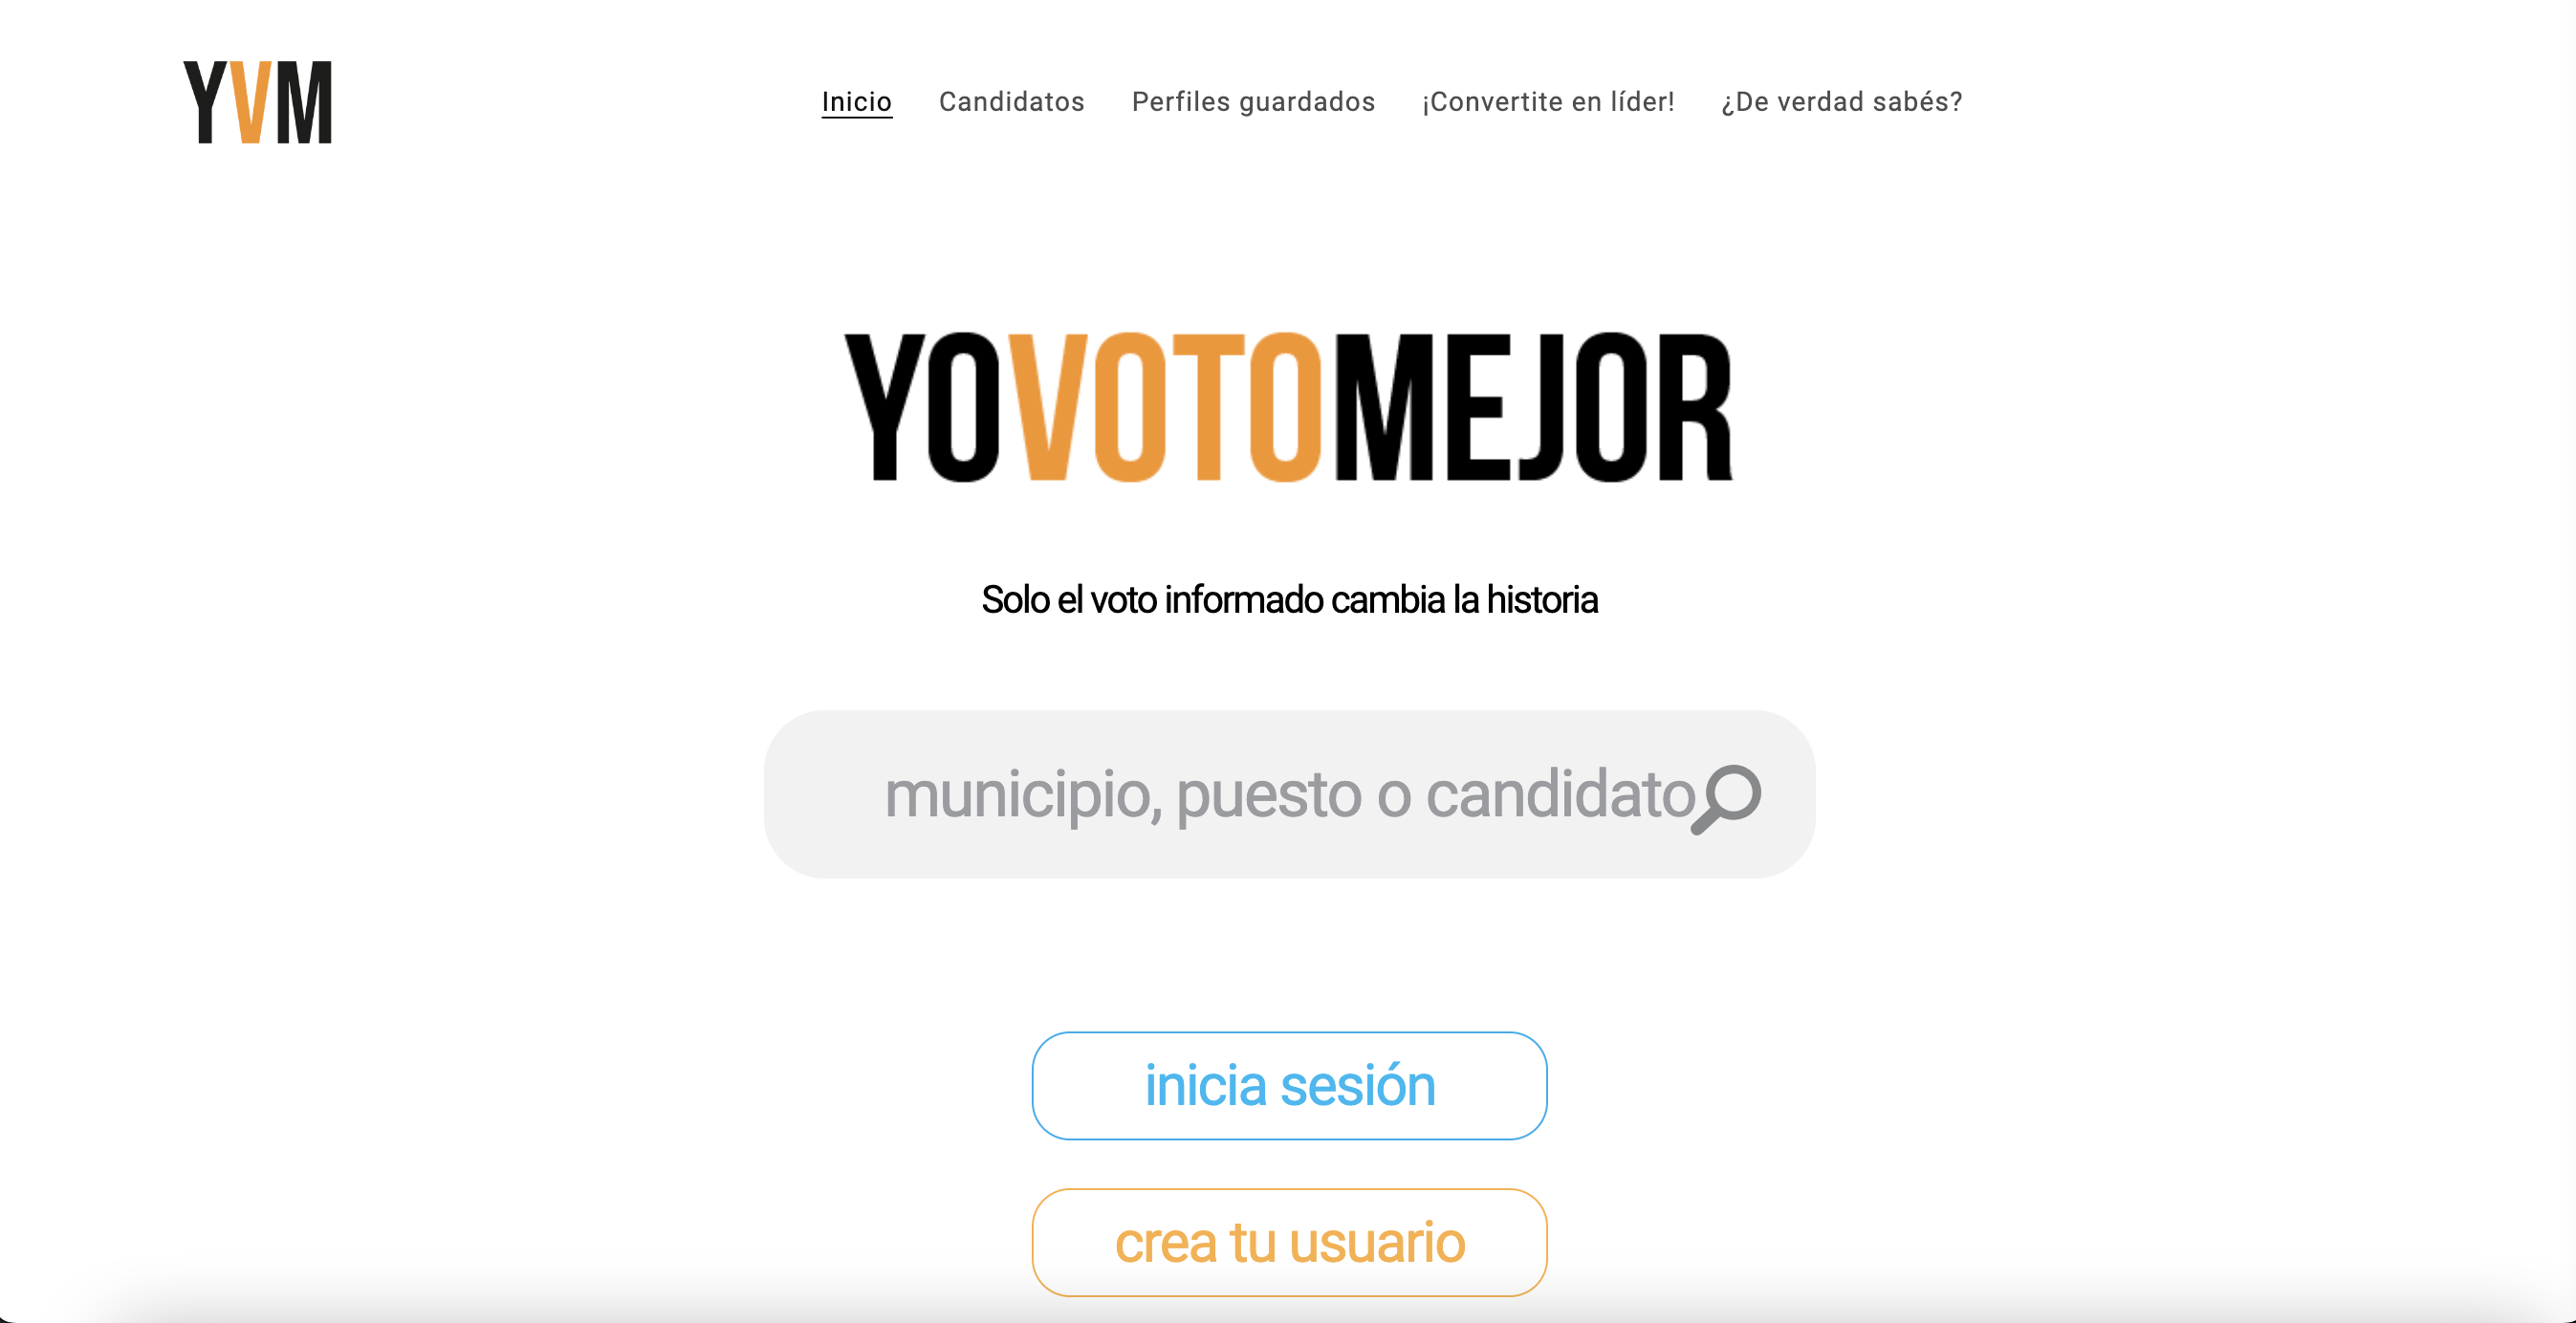 YVM
Inicio Candidatos Perfiles guardados ¡Convertite en líder! ¿De verdad sabés?
YOVOTOMEJOR
Solo el voto informado cambia la historia
municipio, puesto o candidato
inicia sesión
crea tu usuario